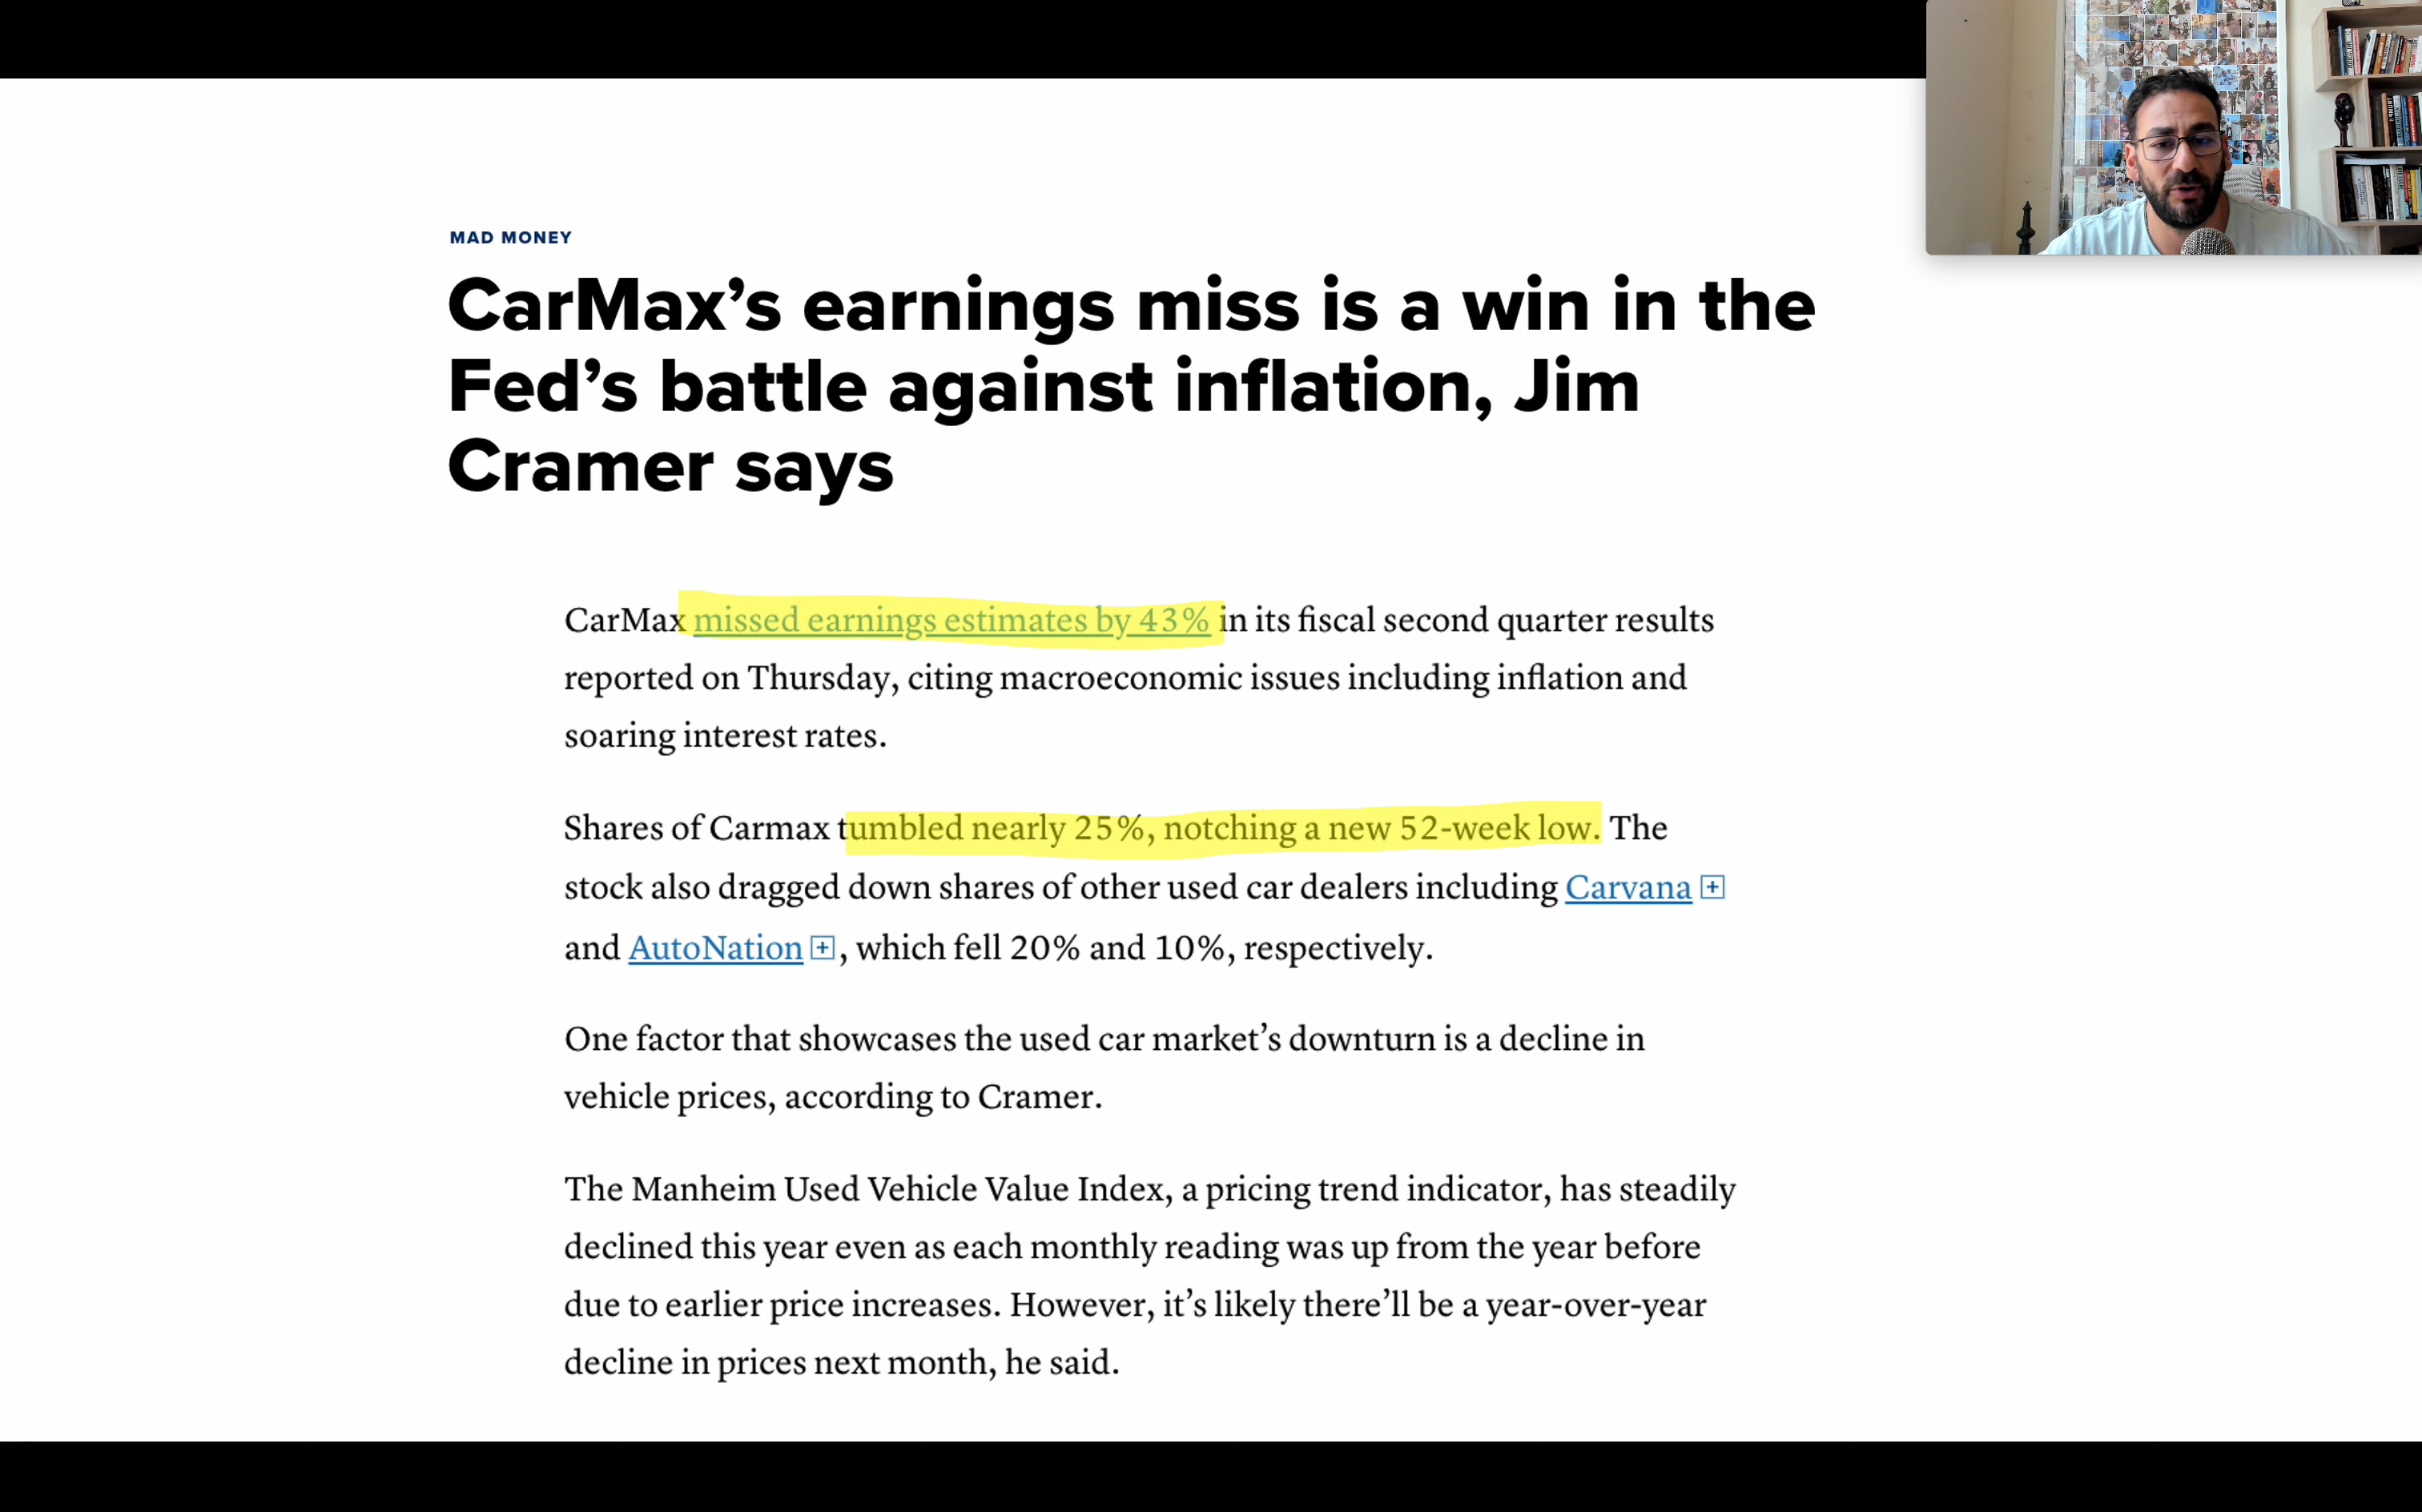 MAD MONEY
CarMax’s earnings miss is a win in the
Fed’s battle against inflation, Jim
Cramer says
CarMax missed earnings estimates by 43% in its fiscal second quarter results
reported on Thursday, citing macroeconomic issues including inflation and
soaring interest rates.
Shares of Carmax tumbled nearly 25%, notching a new 52-week low. The
stock also dragged down shares of other used car dealers including Carvana
and AutoNation, which fell 20% and 10%, respectively.
One factor that showcases the used car market’s downturn is a decline in
vehicle prices, according to Cramer.
The Manheim Used Vehicle Value Index, a pricing trend indicator, has steadily
declined this year even as each monthly reading was up from the year before
due to earlier price increases. However, it’s likely there’ll be a year-over-year
decline in prices next month, he said.